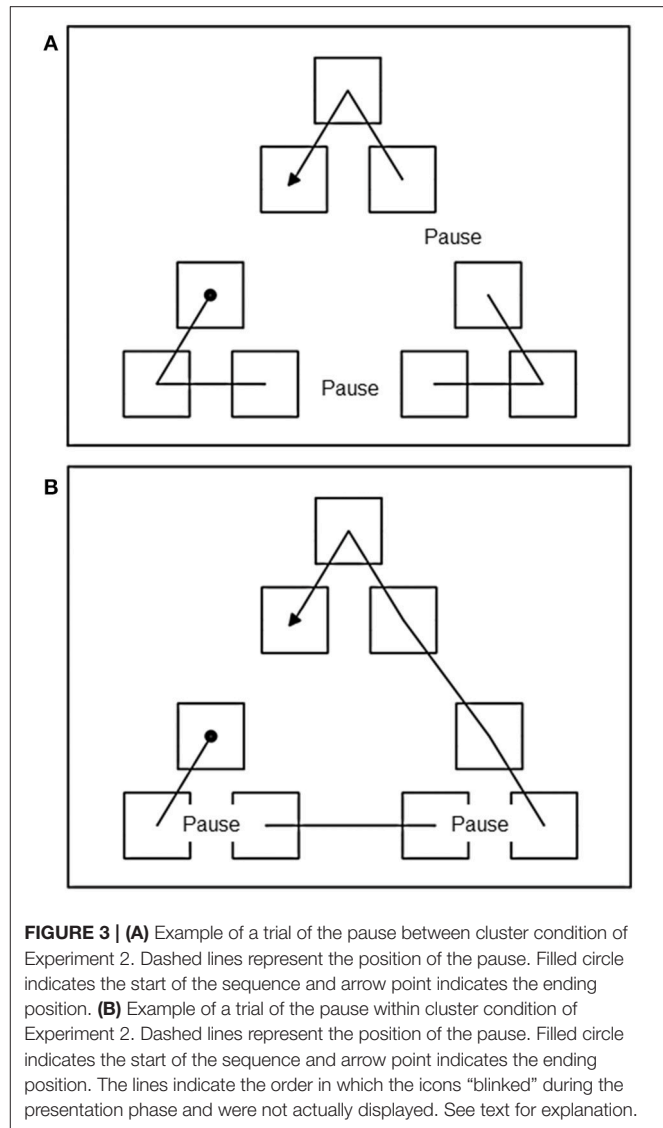 A
Pause
Pause
B
Pause Pause
FIGURE 3 | (A) Example of a trial of the pause between cluster condition of
Experiment 2. Dashed lines represent the position of the pause. Filled circle
indicates the start of the sequence and arrow point indicates the ending
position. (B) Example of a trial of the pause within cluster condition of
Experiment 2. Dashed lines represent the position of the pause. Filled circle
indicates the start of the sequence and arrow point indicates the ending
position. The lines indicate the order in which the icons “blinked” during the
presentation phase and were not actually displayed. See text for explanation.